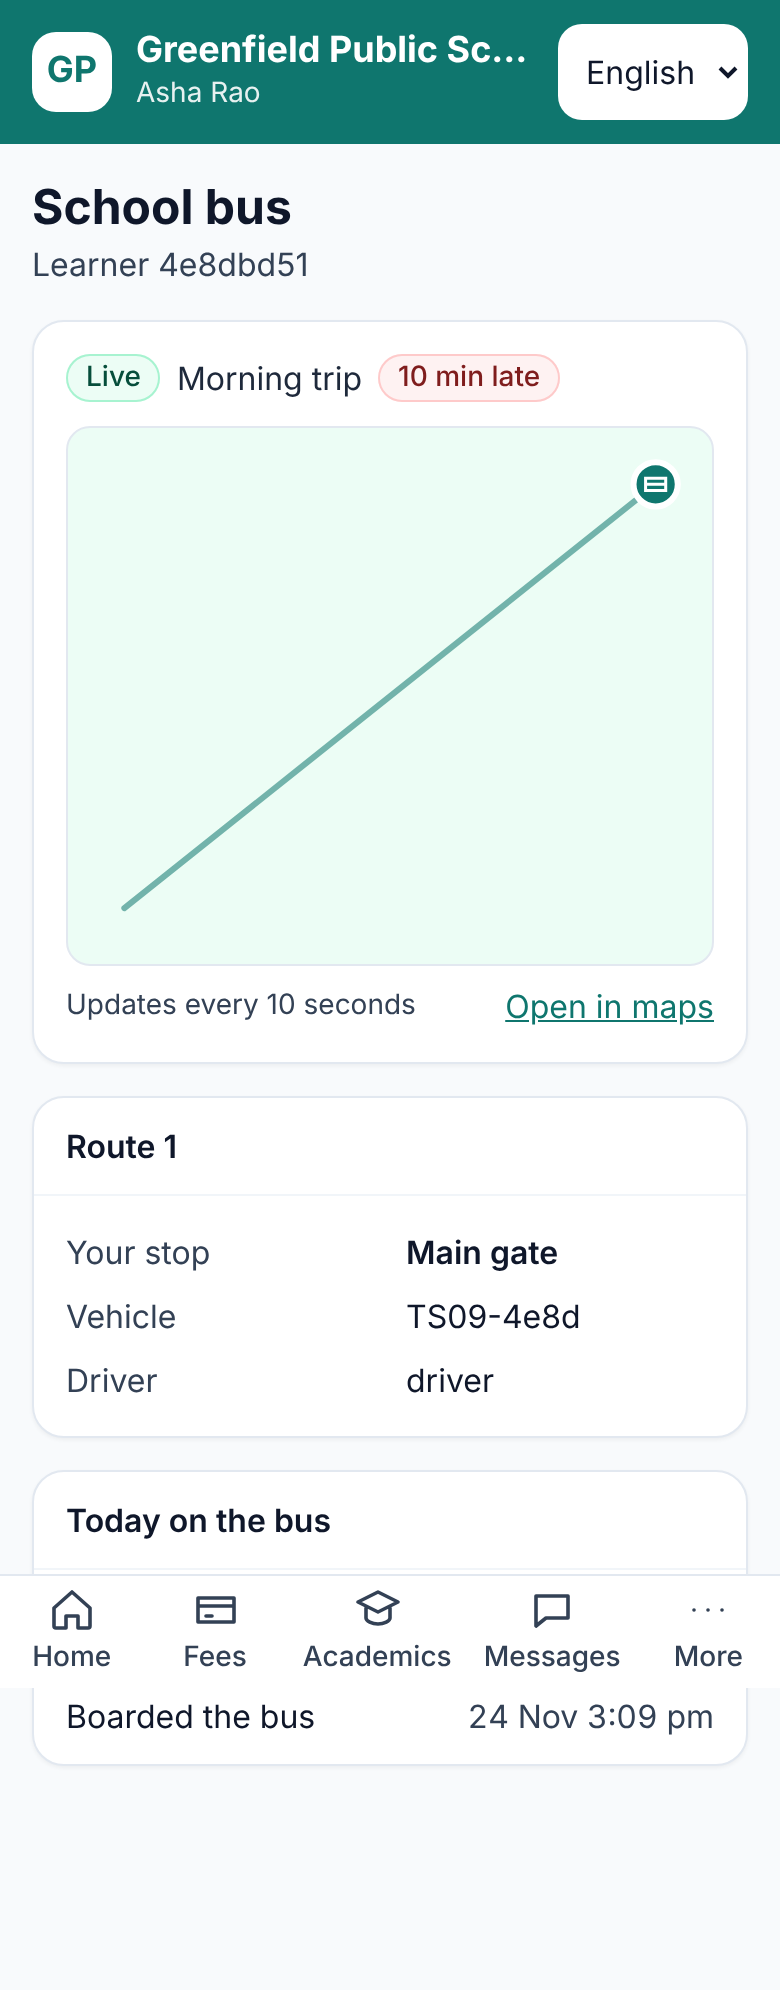 GP
Greenfield Public Sc...
Asha Rao
English
School bus
Learner 4e8dbd51
Live Morning trip 10 min late
Updates every 10 seconds Open in maps
Route 1
Your stop Main gate
Vehicle TS09-4e8d
Driver driver
Today on the bus
Home Fees Academics Messages More
Boarded the bus 24 Nov 3:09 pm